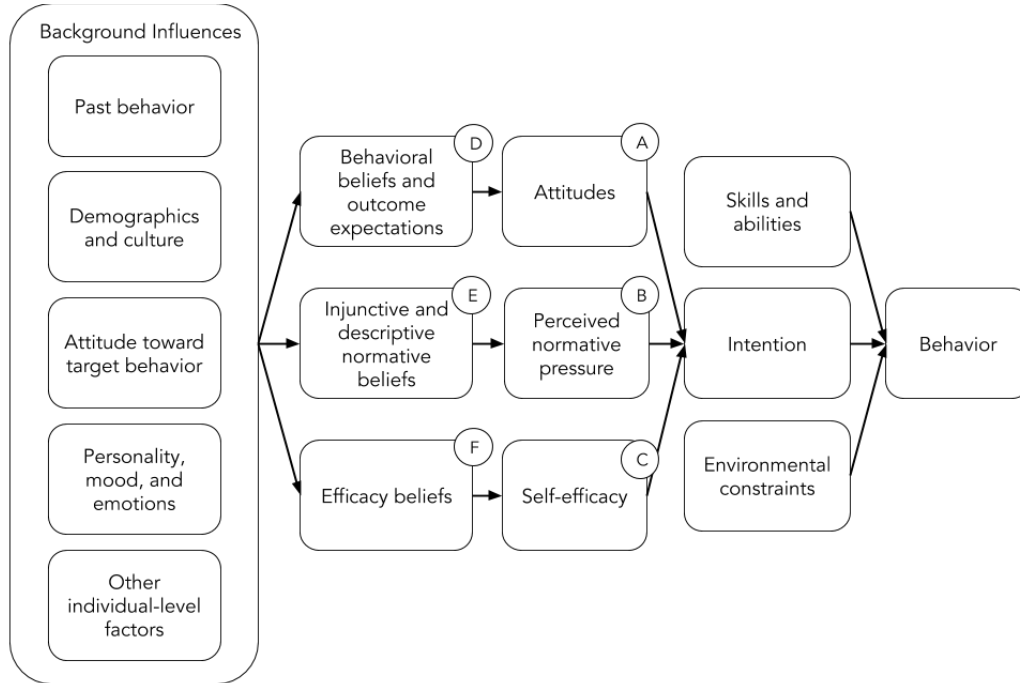 Background Influences
Past behavior
Demographics
and culture
Attitude toward
target behavior
Personality,
mood, and
emotions
Other
individual-level
factors
D
Behavioral
beliefs and
outcome
expectations
A
Attitudes
E
Injunctive and
descriptive
normative
beliefs
B
Perceived
normative
pressure
F
Efficacy beliefs
C
Self-efficacy
Skills and
abilities
Intention
Environmental
constraints
Behavior